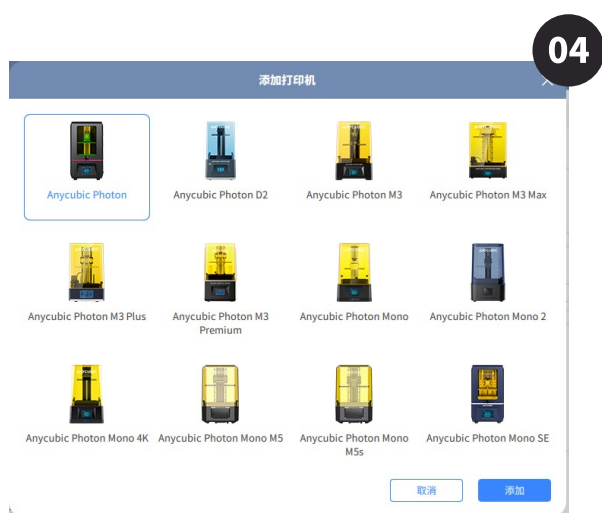 04
添加打印机
Anycubic Photon
Anycubic Photon D2
Anycubic Photon M3
Anycubic Photon M3 Max
Anycubic Photon M3 Plus
Anycubic Photon M3
Premium
Anycubic Photon Mono
Anycubic Photon Mono 2
Anycubic Photon Mono 4K
Anycubic Photon Mono M5
Anycubic Photon Mono
M5s
Anycubic Photon Mono SE
取消
添加